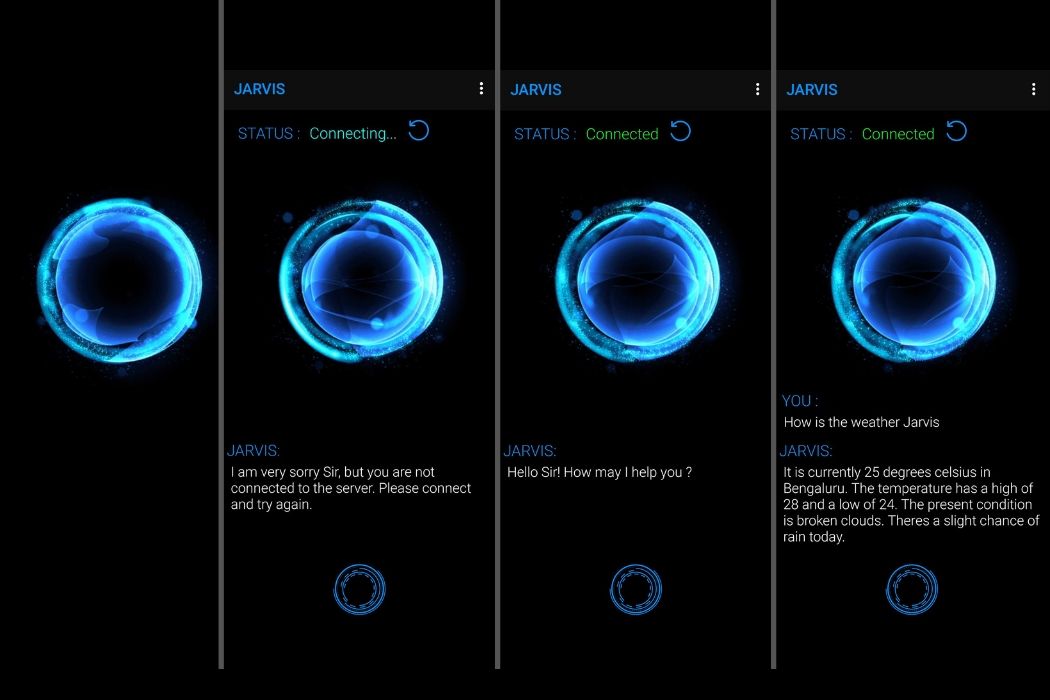 JARVIS
STATUS : Connecting...
JARVIS:
I am very sorry Sir, but you are not
connected to the server. Please connect
and try again.
JARVIS
STATUS : Connected
JARVIS:
Hello Sir! How may I help you ?
JARVIS
STATUS : Connected
YOU :
How is the weather Jarvis
JARVIS:
It is currently 25 degrees celsius in
Bengaluru. The temperature has a high of
28 and a low of 24. The present condition
is broken clouds. Theres a slight chance of
rain today.